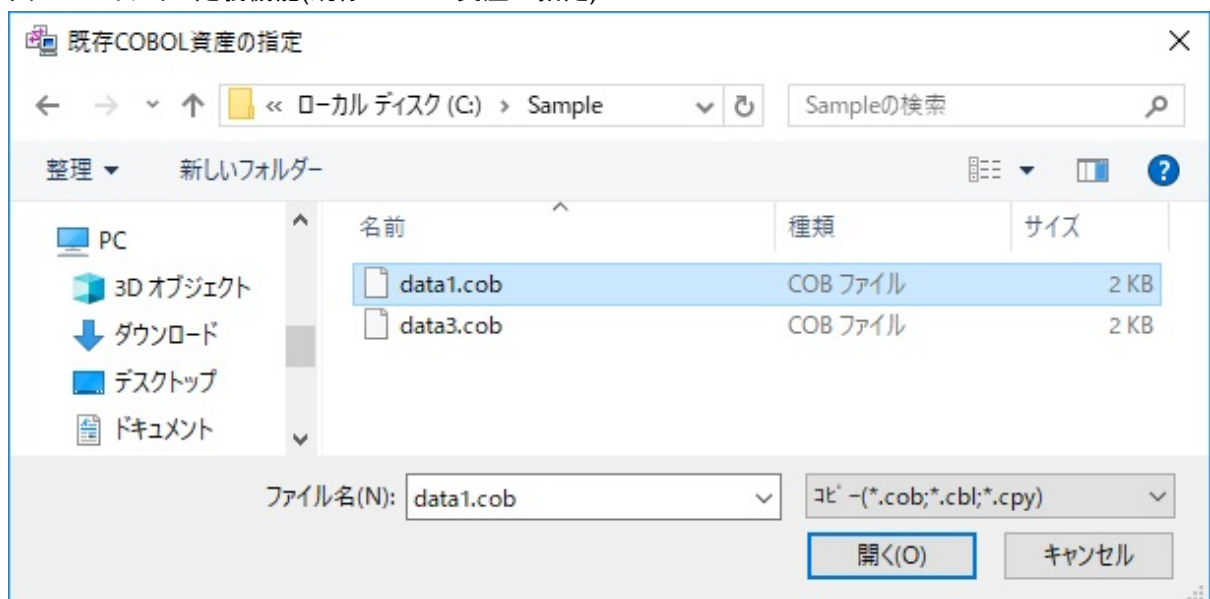 既存COBOL資産の指定
« ローカル ディスク (C:) › Sample
Sampleの検索
整理 新しいフォルダー
PC
3D オブジェクト
ダウンロード
デスクトップ
ドキュメント
名前 種類 サイズ
data1.cob COB ファイル 2 KB
data3.cob COB ファイル 2 KB
ファイル名(N): data1.cob
ｺﾋﾟｰ(*.cob;*.cbl;*.cpy)
開く(O) キャンセル